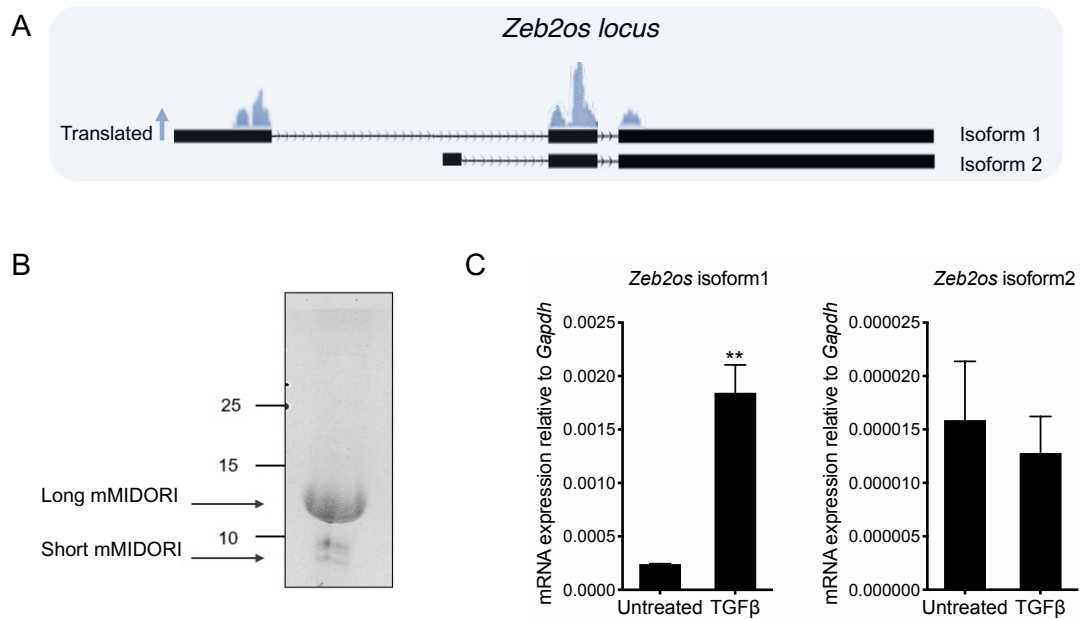 A
Zeb2os locus
Translated
Isoform 1
Isoform 2
B
25
15
Long mMIDORI
10
Short mMIDORI
C
Zeb2os isoform1
mRNA expression relative to Gapdh
0.0025
0.0020
0.0015
0.0010
0.0005
0.0000
**
Untreated TGFβ
Zeb2os isoform2
mRNA expression relative to Gapdh
0.000025
0.000020
0.000015
0.000010
0.000005
0.000000
Untreated TGFβ